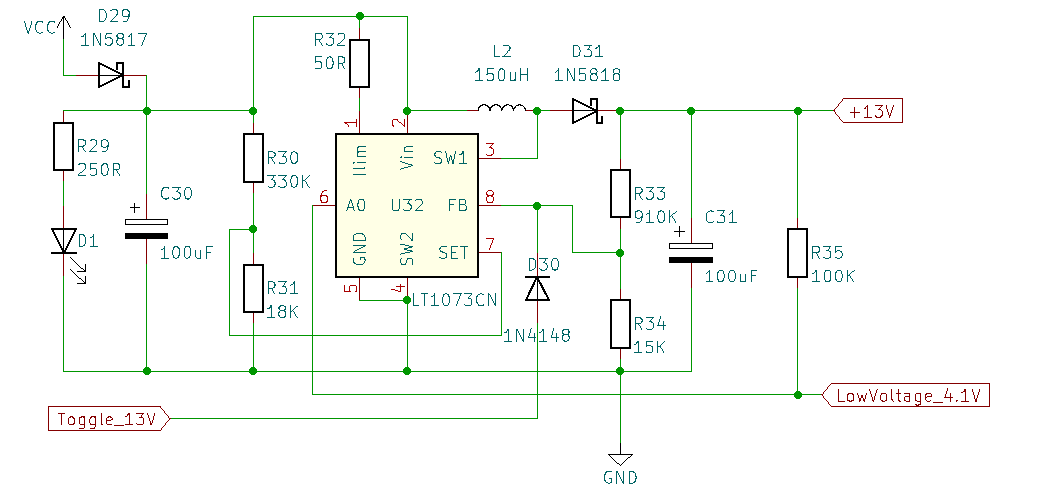 D29
1N5817
VCC
R32
50R
L2
150uH
D31
1N5818
+13V
1
2
Ilim
Vin
SW1
3
R29
250R
R30
330K
C30
100uF
6
A0
U32
FB
8
R33
910K
C31
100uF
D1
GND
SW2
SET
7
5
4
LT1073CN
D30
1N4148
R31
18K
R34
15K
R35
100K
LowVoltage_4.1V
Toggle_13V
GND